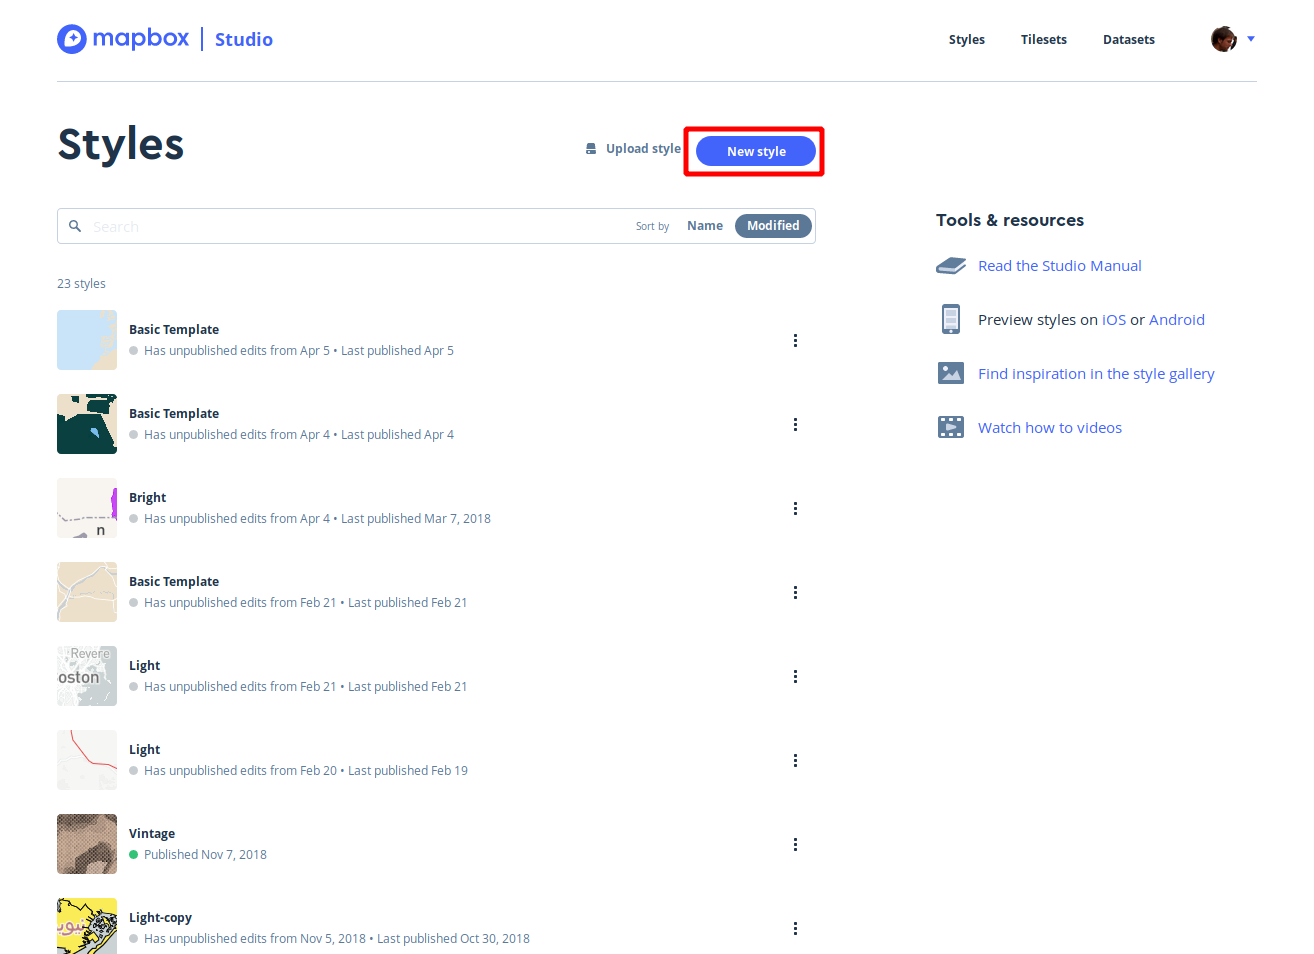 mapbox | Studio
Styles Tilesets Datasets
Styles
Upload style
New style
Search
Sort by Name Modified
23 styles
Basic Template
Has unpublished edits from Apr 5 • Last published Apr 5
Basic Template
Has unpublished edits from Apr 4 • Last published Apr 4
Bright
Has unpublished edits from Apr 4 • Last published Mar 7, 2018
n
Basic Template
Has unpublished edits from Feb 21 • Last published Feb 21
Revere
oston
Light
Has unpublished edits from Feb 21 • Last published Feb 21
Light
Has unpublished edits from Feb 20 • Last published Feb 19
Vintage
Published Nov 7, 2018
Light-copy
Has unpublished edits from Nov 5, 2018 • Last published Oct 30, 2018
Tools & resources
Read the Studio Manual
Preview styles on iOS or Android
Find inspiration in the style gallery
Watch how to videos